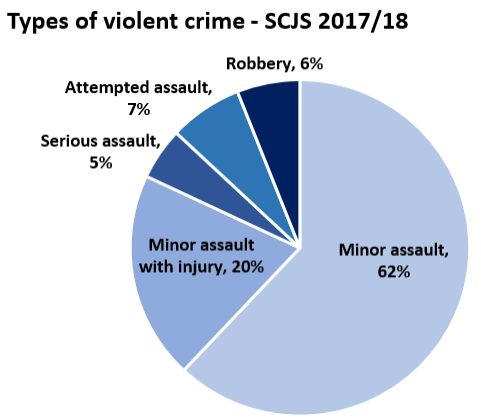 Types of violent crime - SCJS 2017/18
Robbery, 6%
Attempted assault,
7%
Serious assault,
5%
Minor assault
with injury, 20%
Minor assault,
62%